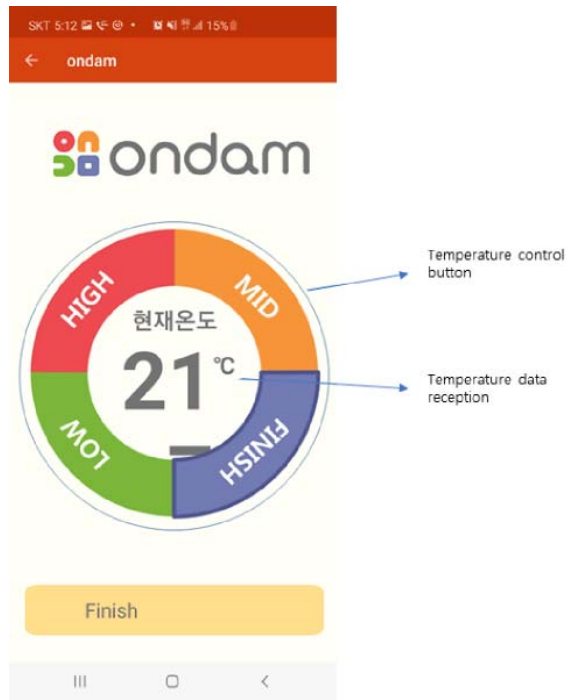 SKT 5:12 15%
ondam
ondam
HIGH
MID
현재온도
21 ℃
LOW
FINISH
Finish
Temperature control
button
Temperature data
reception